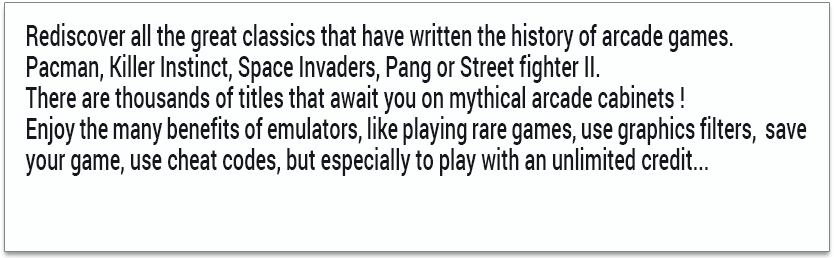 Rediscover all the great classics that have written the history of arcade games.
Pacman, Killer Instinct, Space Invaders, Pang or Street fighter II.
There are thousands of titles that await you on mythical arcade cabinets !
Enjoy the many benefits of emulators, like playing rare games, use graphics filters,  save
your game, use cheat codes, but especially to play with an unlimited credit...